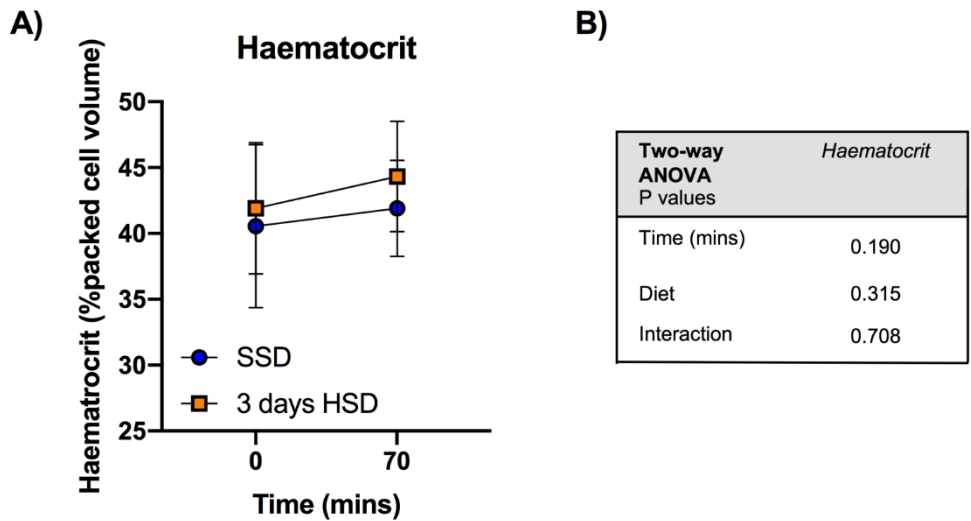 A)
Haematocrit
Haematrocrit (%packed cell volume)
50
45
40
35
30
25
SSD
3 days HSD
0
70
Time (mins)
B)
Two-way Haematocrit
ANOVA
P values
Time (mins) 0.190
Diet 0.315
Interaction 0.708